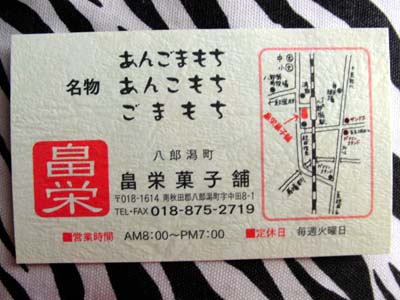 あんごまもち
名物 あんこもち
ごまもち
畠栄
八郎潟町
畠栄菓子舗
〒018-1614 南秋田郡八郎潟町字中田8-1
TEL・FAX 018-875-2719
■営業時間 AM8:00～PM7:00 ■定休日 毎週火曜日